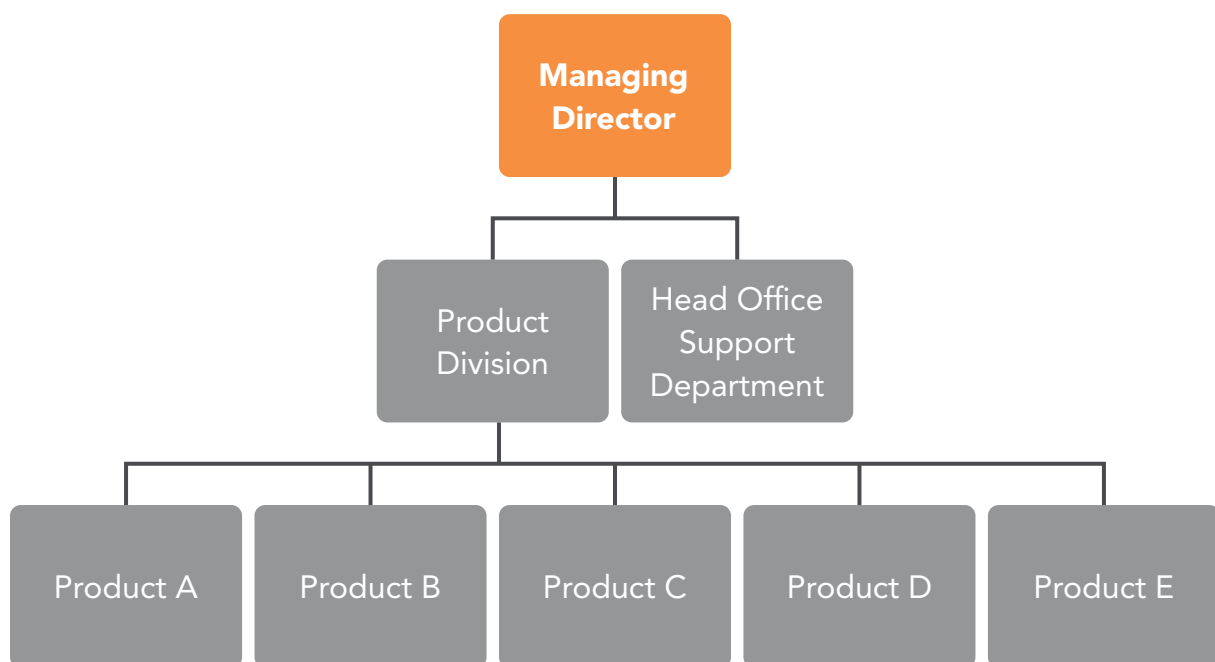 Managing
Director
Product
Division
Head Office
Support
Department
Product A
Product B
Product C
Product D
Product E